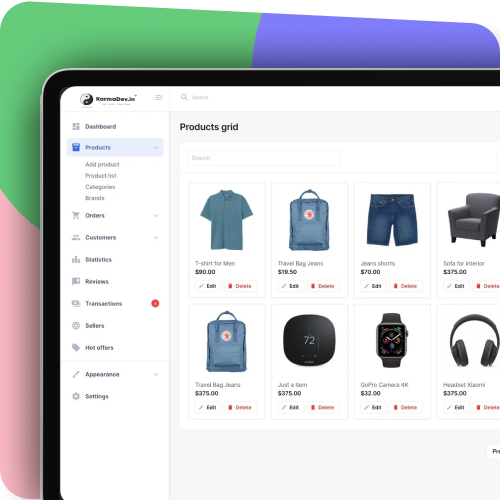 KarmaDev.in
Search
Dashboard
Products
Add product
Product list
Categories
Brands
Orders
Customers
Statistics
Reviews
Transactions
Sellers
Hot offers
Appearance
Settings
Products grid
Search
T-shirt for Men
$90.00
Edit Delete
Travel Bag Jeans
$19.50
Edit Delete
Jeans shorts
$70.00
Edit Delete
Sofa for interior
$375.00
Edit Delete
Travel Bag Jeans
$375.00
Edit Delete
72
Just a item
$375.00
Edit Delete
GoPro Camera 4K
$32.00
Edit Delete
Headset Xiaomi
$375.00
Edit Delete